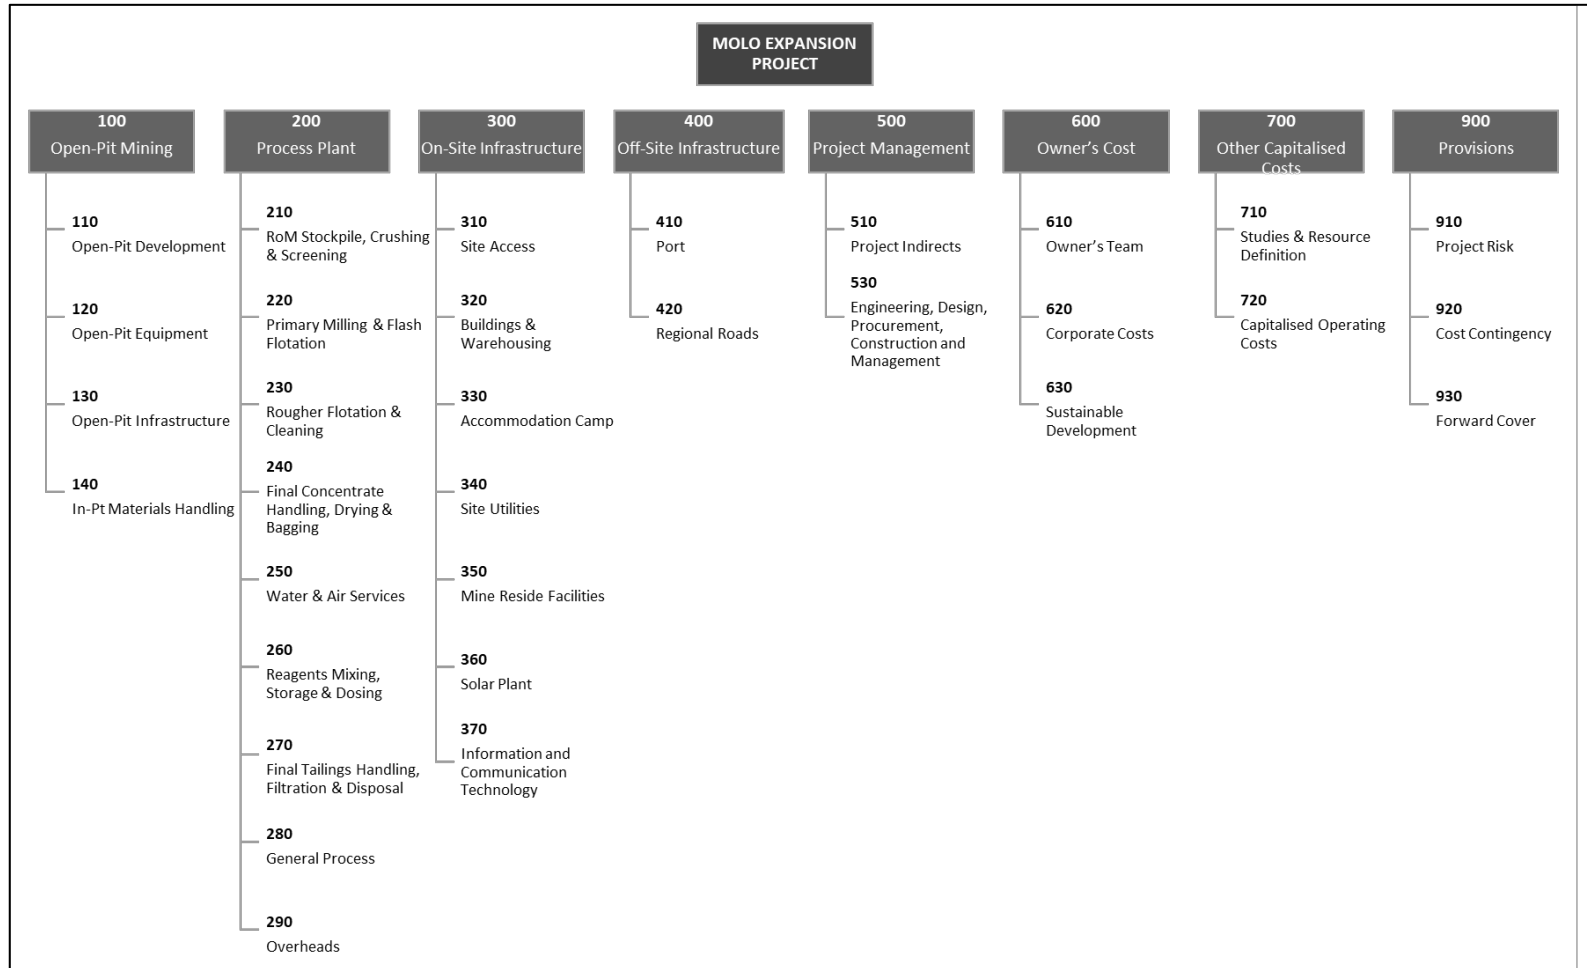 MOLO EXPANSION
PROJECT
100
Open-Pit Mining
110
Open-Pit Development
120
Open-Pit Equipment
130
Open-Pit Infrastructure
140
In-Pt Materials Handling
200
Process Plant
210
RoM Stockpile, Crushing
& Screening
220
Primary Milling & Flash
Flotation
230
Rougher Flotation &
Cleaning
240
Final Concentrate
Handling, Drying &
Bagging
250
Water & Air Services
260
Reagents Mixing,
Storage & Dosing
270
Final Tailings Handling,
Filtration & Disposal
280
General Process
290
Overheads
300
On-Site Infrastructure
310
Site Access
320
Buildings &
Warehousing
330
Accommodation Camp
340
Site Utilities
350
Mine Reside Facilities
360
Solar Plant
370
Information and
Communication
Technology
400
Off-Site Infrastructure
410
Port
420
Regional Roads
500
Project Management
510
Project Indirects
530
Engineering, Design,
Procurement,
Construction and
Management
600
Owner’s Cost
610
Owner’s Team
620
Corporate Costs
630
Sustainable
Development
700
Other Capitalised
Costs
710
Studies & Resource
Definition
720
Capitalised Operating
Costs
900
Provisions
910
Project Risk
920
Cost Contingency
930
Forward Cover